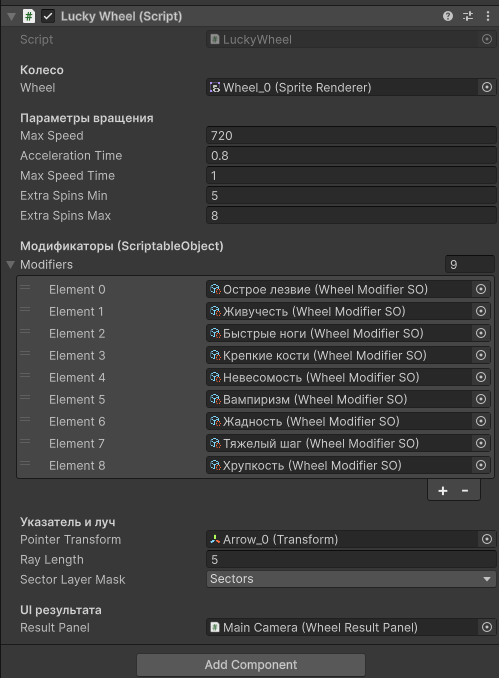 Lucky Wheel (Script)
Script LuckyWheel
Колесо
Wheel Wheel_0 (Sprite Renderer)
Параметры вращения
Max Speed 720
Acceleration Time 0.8
Max Speed Time 1
Extra Spins Min 5
Extra Spins Max 8
Модификаторы (ScriptableObject)
Modifiers 9
Element 0 Острое лезвие (Wheel Modifier SO)
Element 1 Живучесть (Wheel Modifier SO)
Element 2 Быстрые ноги (Wheel Modifier SO)
Element 3 Крепкие кости (Wheel Modifier SO)
Element 4 Невесомость (Wheel Modifier SO)
Element 5 Вампиризм (Wheel Modifier SO)
Element 6 Жадность (Wheel Modifier SO)
Element 7 Тяжелый шаг (Wheel Modifier SO)
Element 8 Хрупкость (Wheel Modifier SO)
+ -
Указатель и луч
Pointer Transform Arrow_0 (Transform)
Ray Length 5
Sector Layer Mask Sectors
UI результата
Result Panel Main Camera (Wheel Result Panel)
Add Component